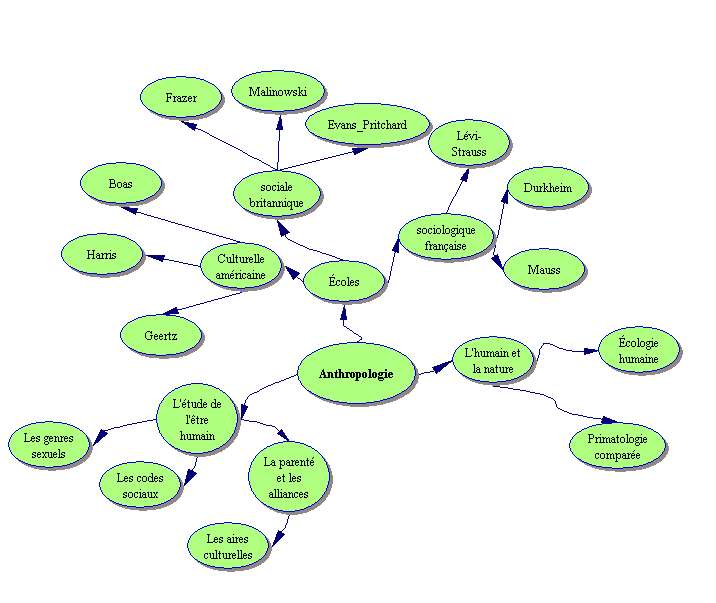 Frazer
Malinowski
Evans_Pritchard
Lévi-
Strauss
Boas
sociale
britannique
Durkheim
Harris
Culturelle
américaine
sociologique
française
Écoles
Mauss
Geertz
Anthropologie
L'humain et
la nature
Écologie
humaine
L'étude de
l'être
humain
Les genres
sexuels
Primatologie
comparée
Les codes
sociaux
La parenté
et les
alliances
Les aires
culturelles